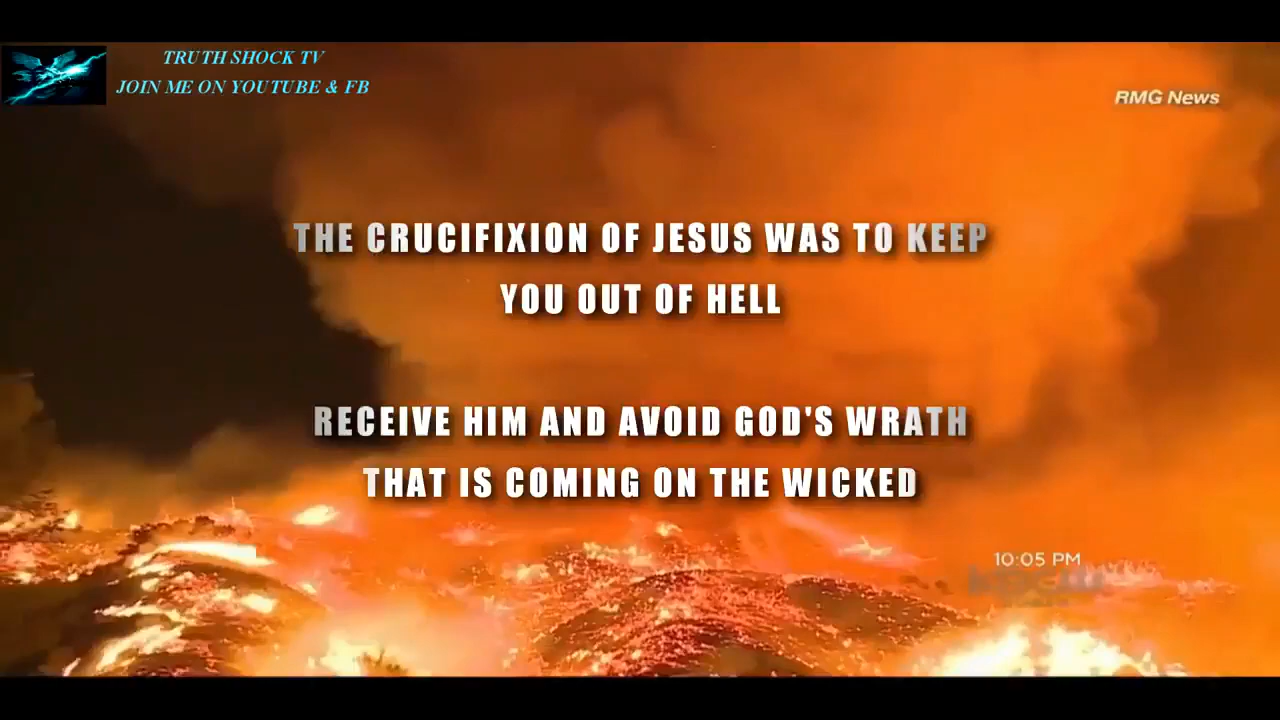 TRUTH SHOCK TV
JOIN ME ON YOUTUBE & FB
RMG News
THE CRUCIFIXION OF JESUS WAS TO KEEP
YOU OUT OF HELL
RECEIVE HIM AND AVOID GOD'S WRATH
THAT IS COMING ON THE WICKED
10:05 PM